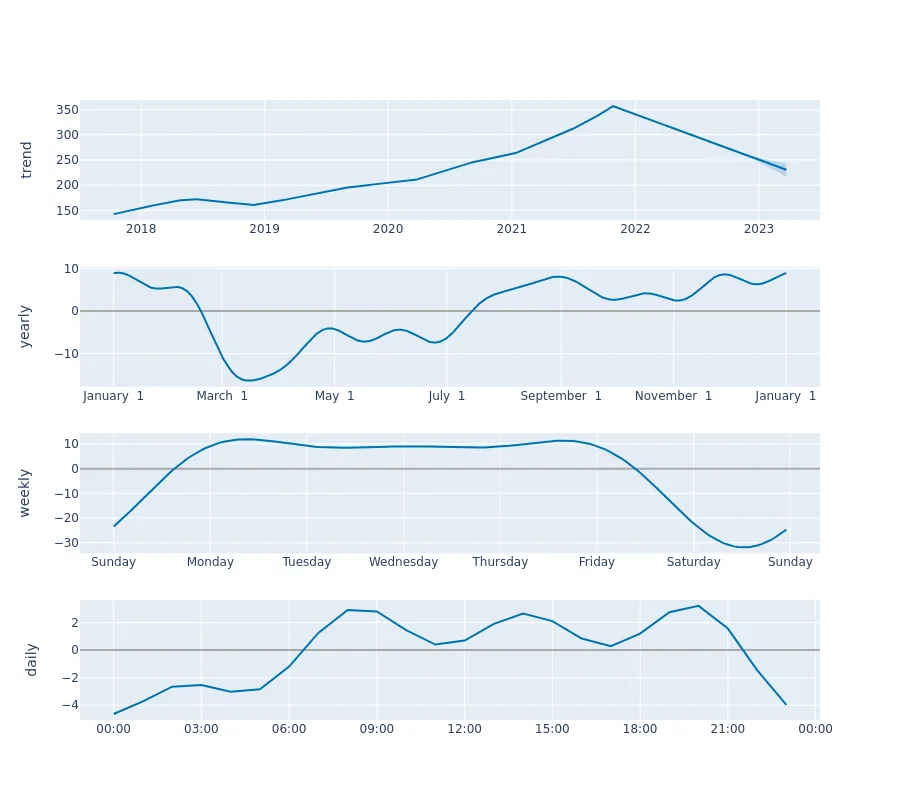 trend
350
300
250
200
150
2018 2019 2020 2021 2022 2023
yearly
10
0
−10
January 1 March 1 May 1 July 1 September 1 November 1 January 1
weekly
10
0
−10
−20
−30
Sunday Monday Tuesday Wednesday Thursday Friday Saturday Sunday
daily
2
0
−2
−4
00:00 03:00 06:00 09:00 12:00 15:00 18:00 21:00 00:00